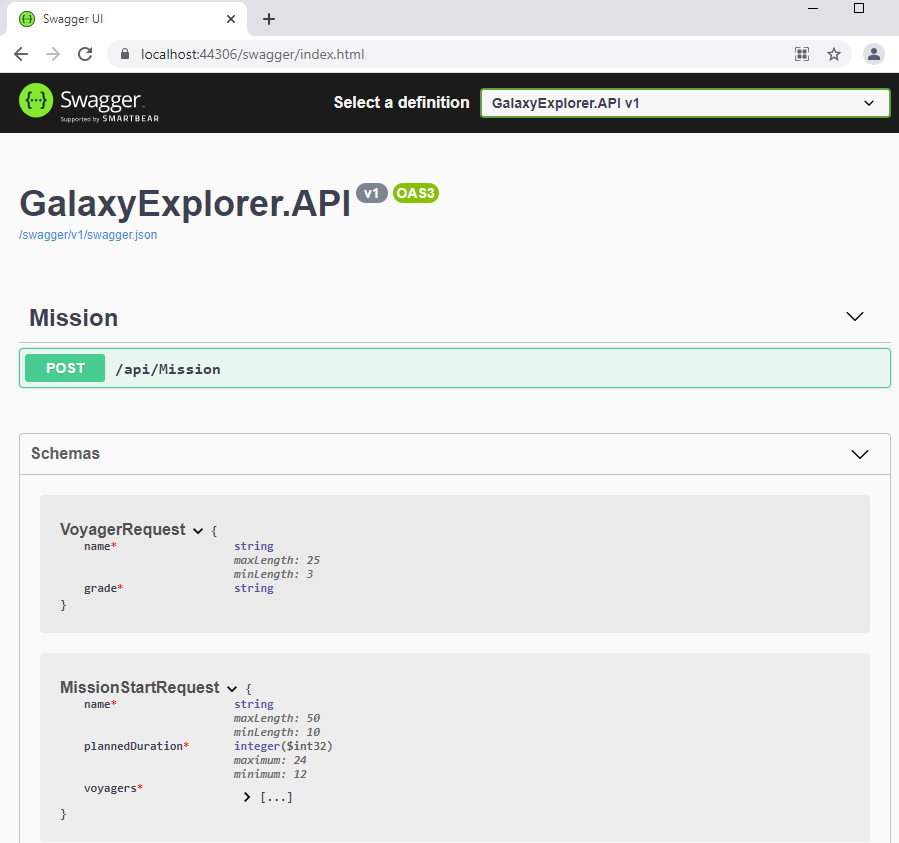 Swagger UI
localhost:44306/swagger/index.html
Swagger
Supported by SMARTBEAR
Select a definition
GalaxyExplorer.API v1
GalaxyExplorer.API v1 OAS3
/swagger/v1/swagger.json
Mission
POST /api/Mission
Schemas
VoyagerRequest {
name* string
maxLength: 25
minLength: 3
grade* string
}
MissionStartRequest {
name* string
maxLength: 50
minLength: 10
plannedDuration* integer($int32)
maximum: 24
minimum: 12
voyagers* [...]
}